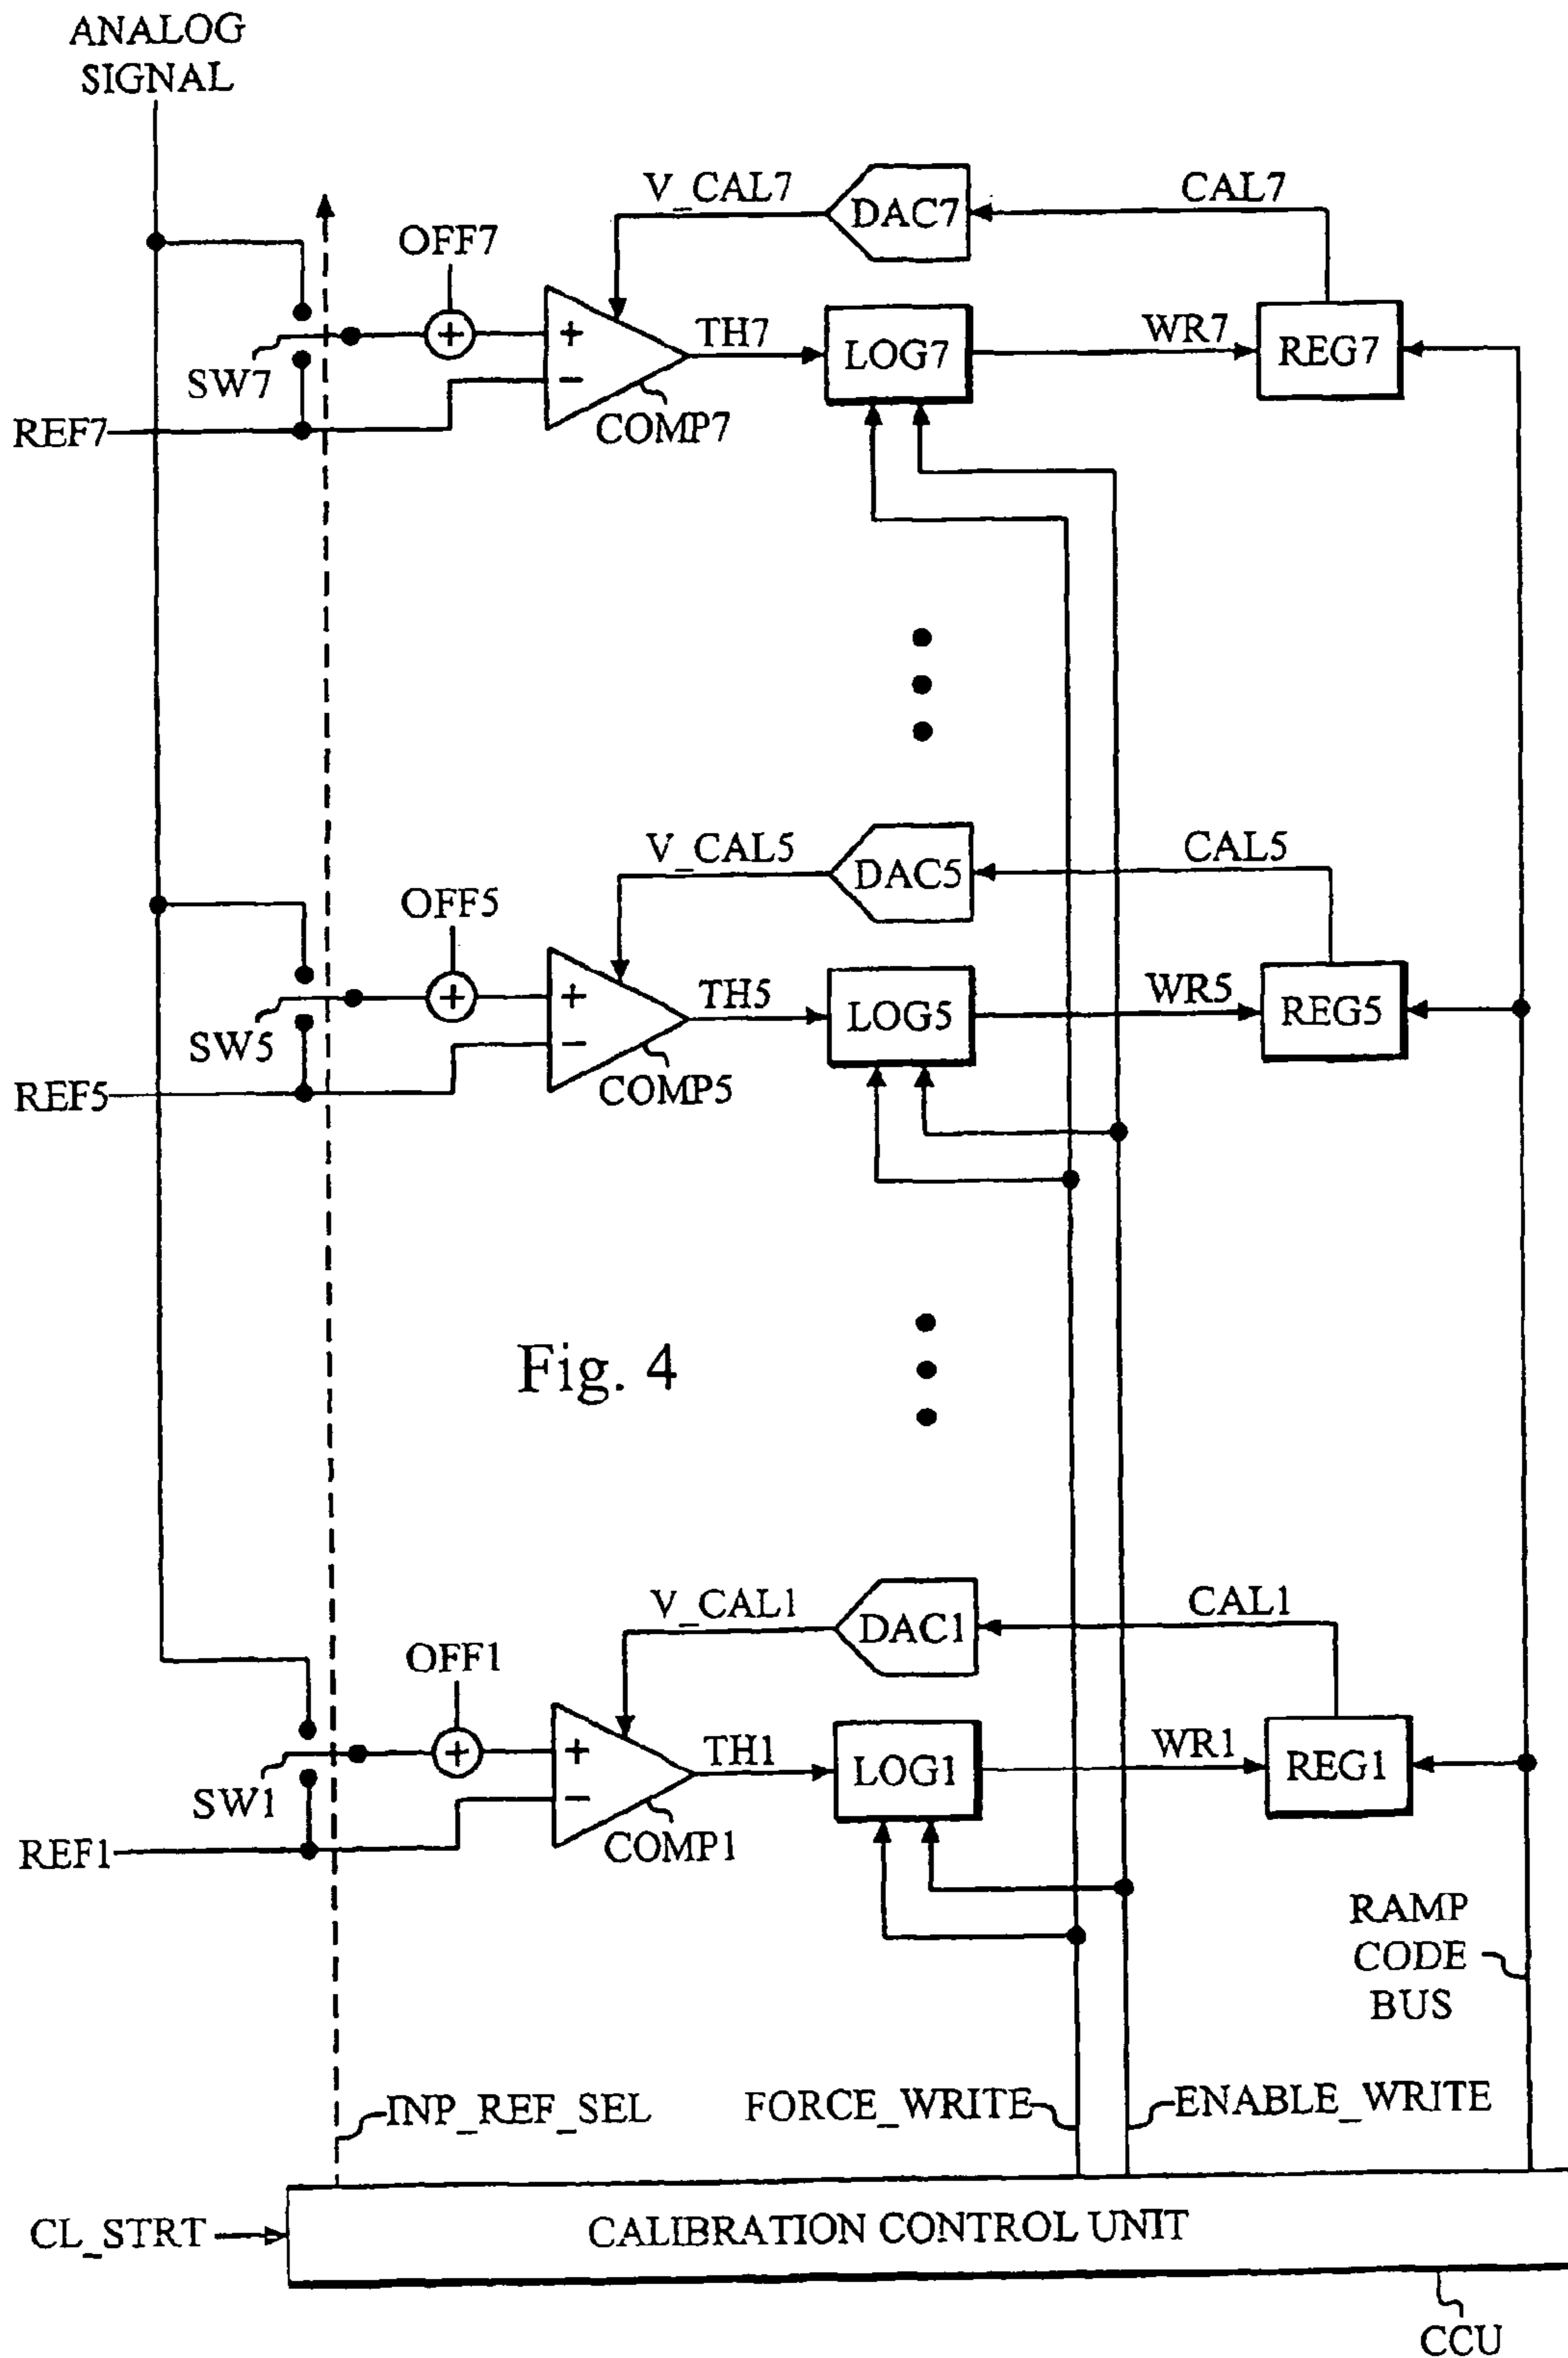 ANALOG
SIGNAL
V_CAL7
DAC7
CAL7
OFF7
+
+
−
TH7
LOG7
WR7
REG7
SW7
REF7
COMP7
V_CAL5
DAC5
CAL5
OFF5
+
+
−
TH5
LOG5
WR5
REG5
SW5
REF5
COMP5
Fig. 4
V_CAL1
DAC1
CAL1
OFF1
+
+
−
TH1
LOG1
WR1
REG1
SW1
REF1
COMP1
RAMP
CODE
BUS
INP_REF_SEL
FORCE_WRITE
ENABLE_WRITE
CL_STRT
CALIBRATION CONTROL UNIT
CCU